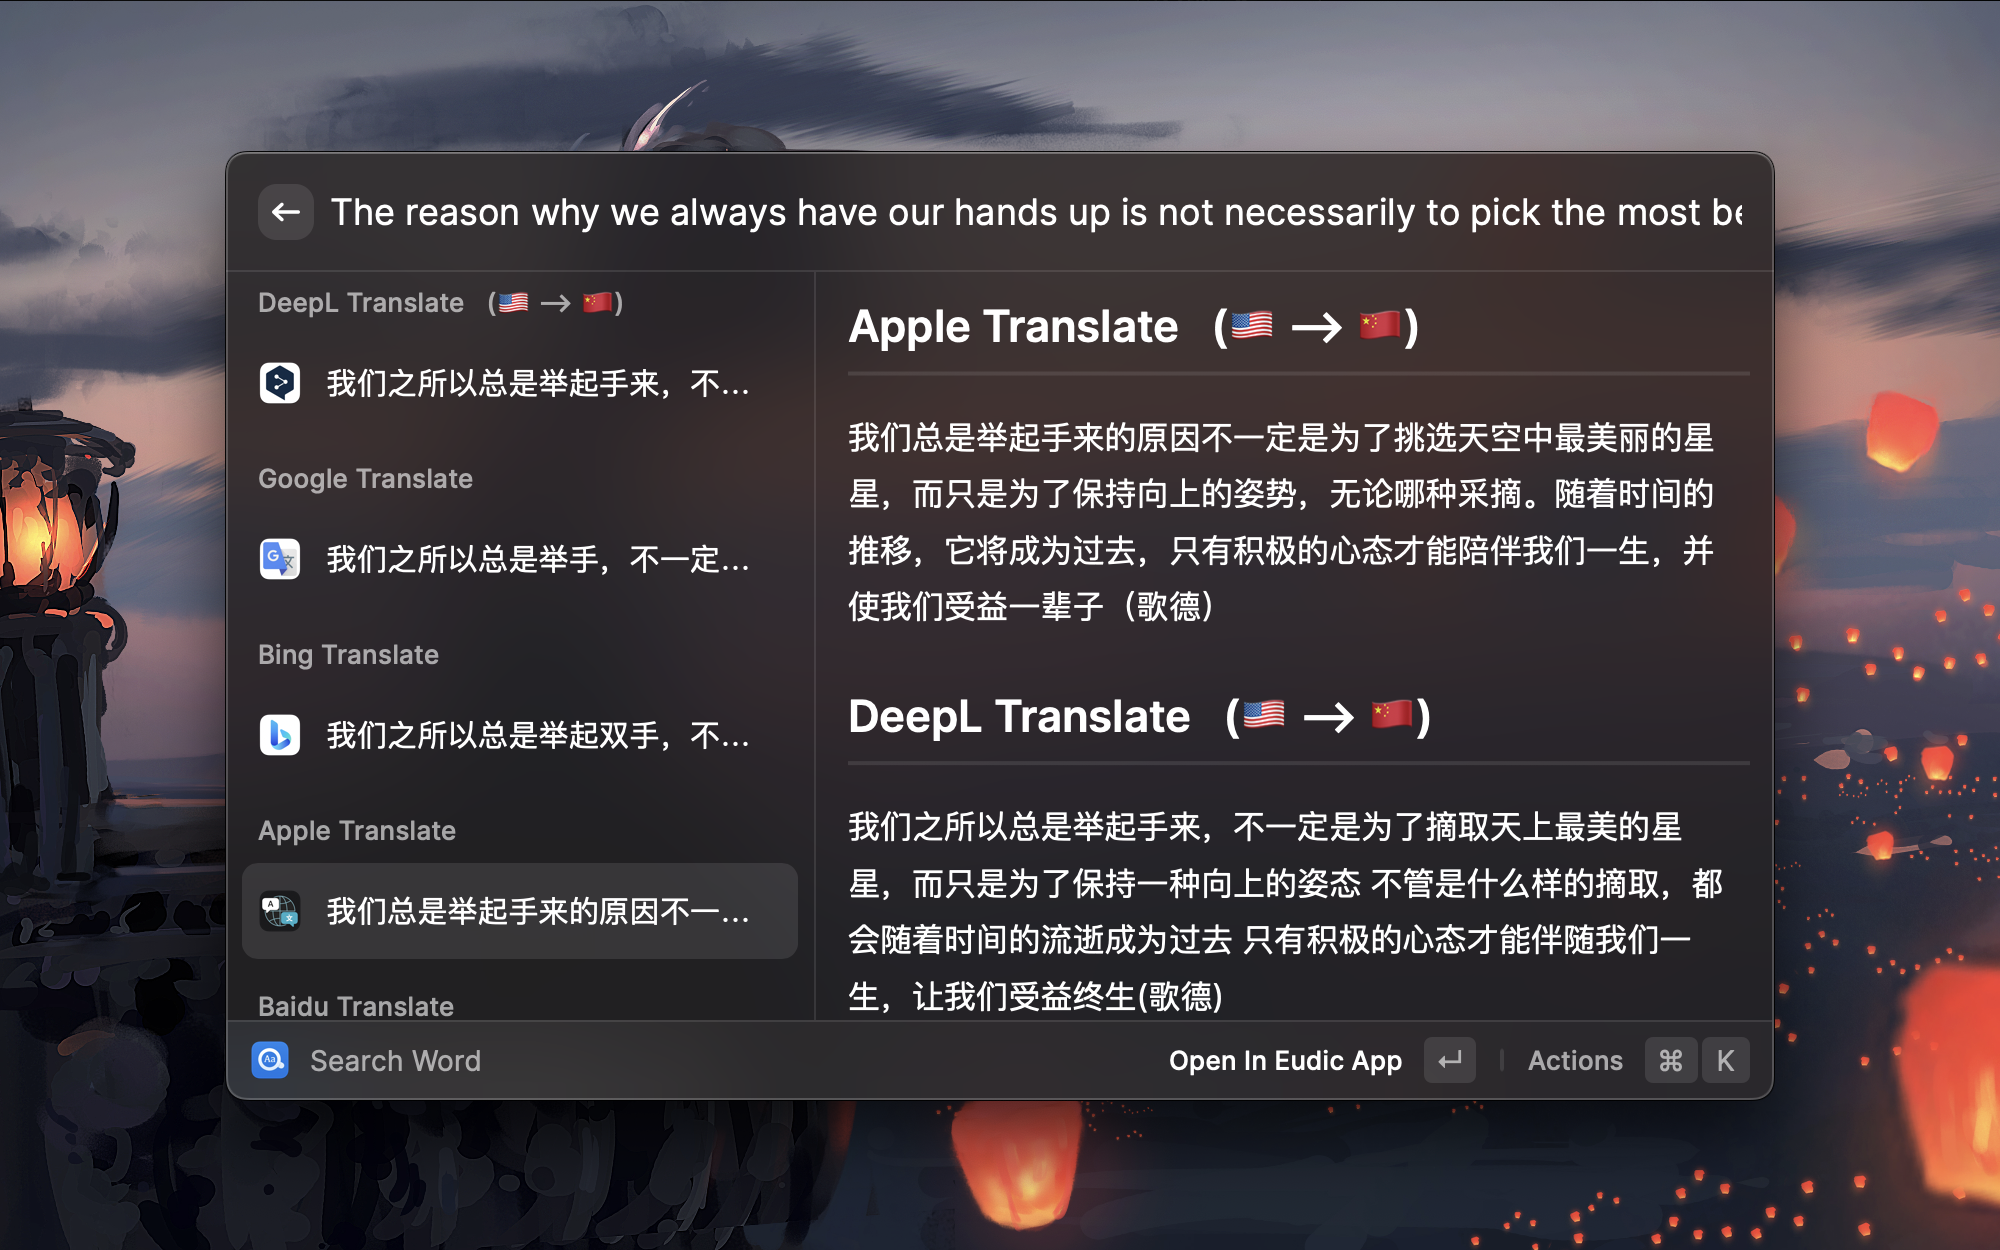 The reason why we always have our hands up is not necessarily to pick the most be
DeepL Translate (🇺🇸 → 🇨🇳)
我们之所以总是举起手来，不...
Google Translate
我们之所以总是举手，不一定...
Bing Translate
我们之所以总是举起双手，不...
Apple Translate
我们总是举起手来的原因不一...
Baidu Translate
Apple Translate (🇺🇸 → 🇨🇳)
我们总是举起手来的原因不一定是为了挑选天空中最美丽的星
星，而只是为了保持向上的姿势，无论哪种采摘。随着时间的
推移，它将成为过去，只有积极的心态才能陪伴我们一生，并
使我们受益一辈子（歌德）
DeepL Translate (🇺🇸 → 🇨🇳)
我们之所以总是举起手来，不一定是为了摘取天上最美的星
星，而只是为了保持一种向上的姿态 不管是什么样的摘取，都
会随着时间的流逝成为过去 只有积极的心态才能伴随我们一
生，让我们受益终生(歌德)
Search Word
Open In Eudic App ↵ | Actions ⌘ K